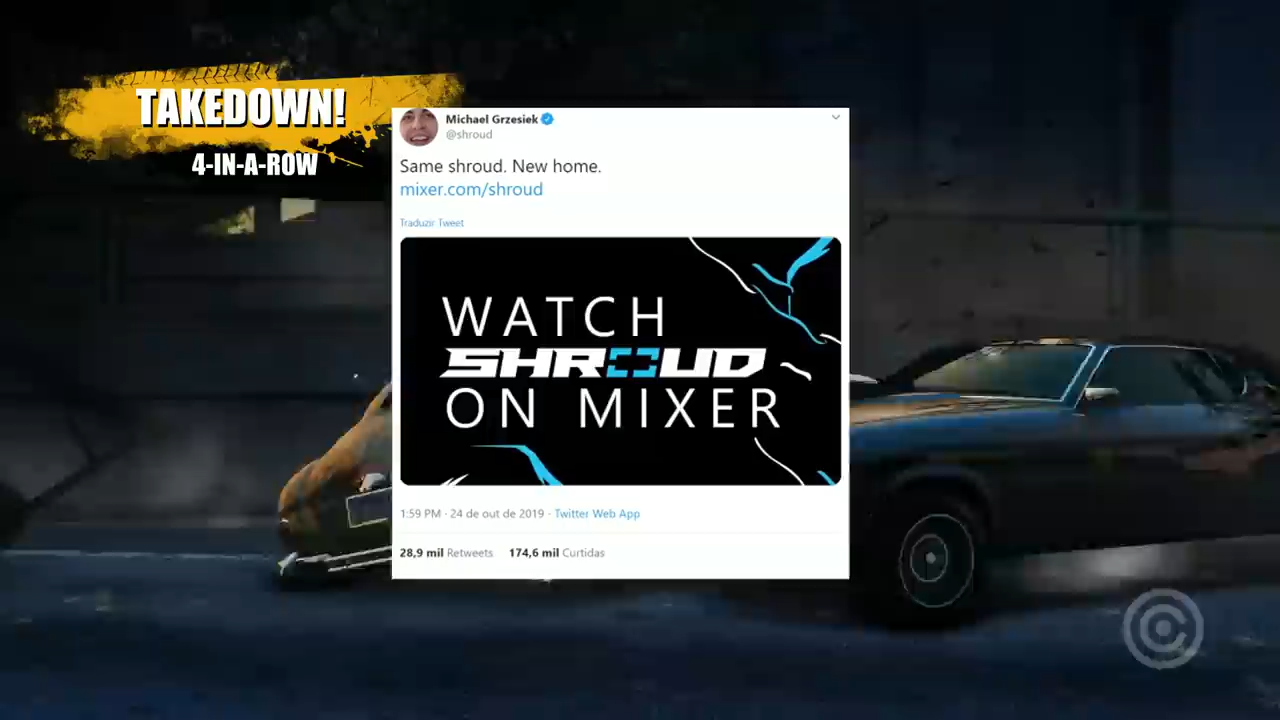 TAKEDOWN!
4-IN-A-ROW
Michael Grzesiek
@shroud
Same shroud. New home.
mixer.com/shroud
Traduzir Tweet
WATCH
SHROUD
ON MIXER
1:59 PM · 24 de out de 2019 · Twitter Web App
28,9 mil Retweets 174,6 mil Curtidas